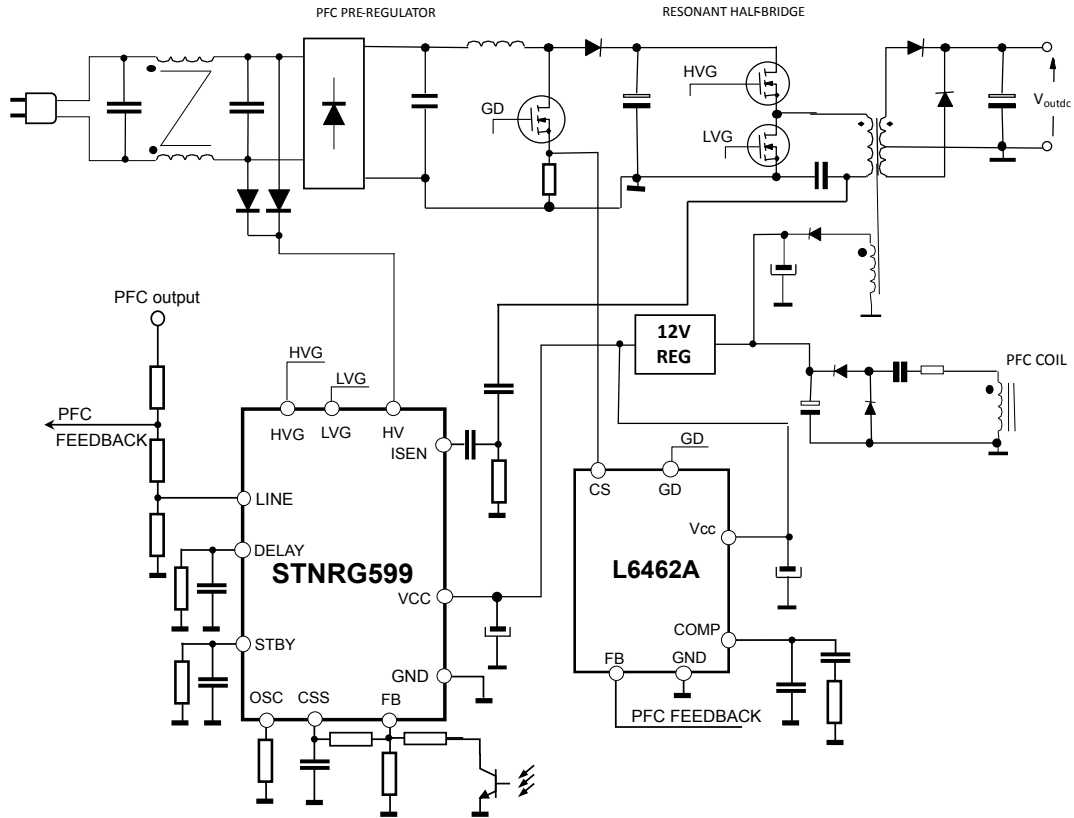 PFC PRE-REGULATOR
RESONANT HALF-BRIDGE
HVG
GD
LVG
Voutdc
PFC output
12V
REG
HVG
PFC COIL
LVG
PFC
FEEDBACK
HVG
LVG
HV
ISEN
GD
CS
GD
LINE
Vcc
DELAY
STNRG599
L6462A
VCC
COMP
STBY
FB
GND
GND
OSC
CSS
FB
PFC FEEDBACK